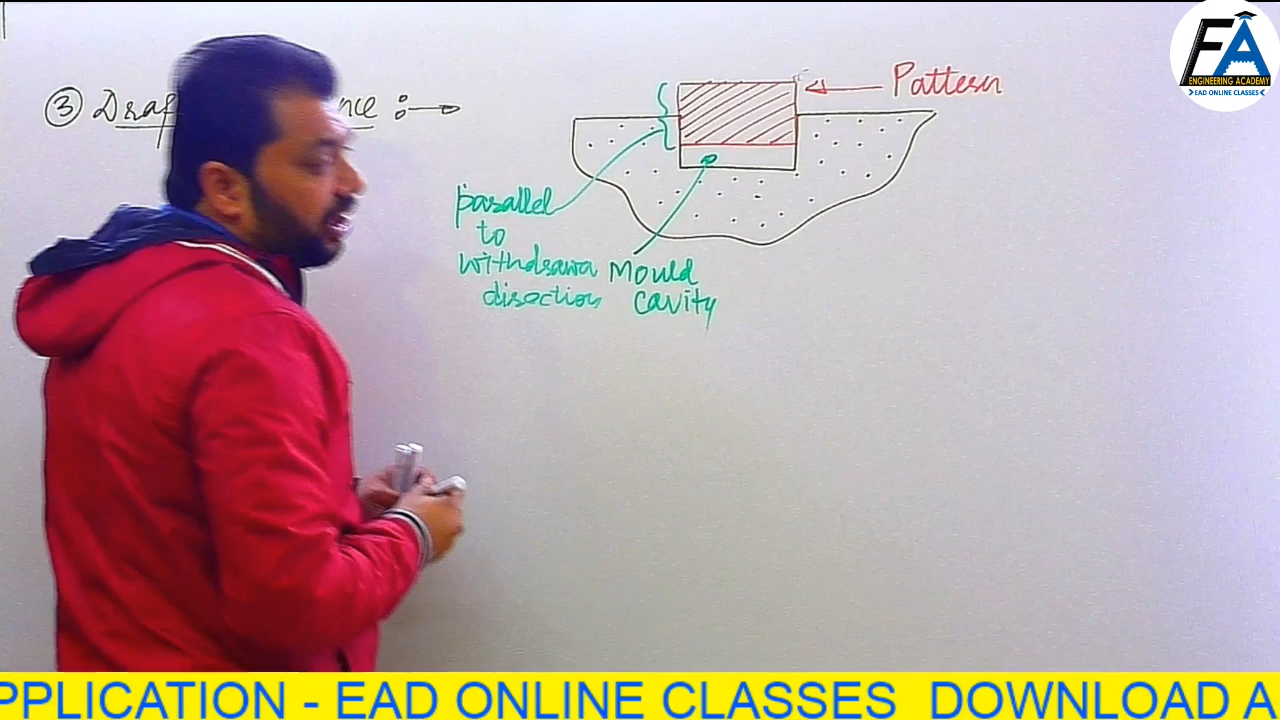 ③ Draf nce :→
Pattern
parallel
to
withdrawa
direction
Mould
cavity
EA
ENGINEERING ACADEMY
EAD ONLINE CLASSES
PPLICATION - EAD ONLINE CLASSES DOWNLOAD A